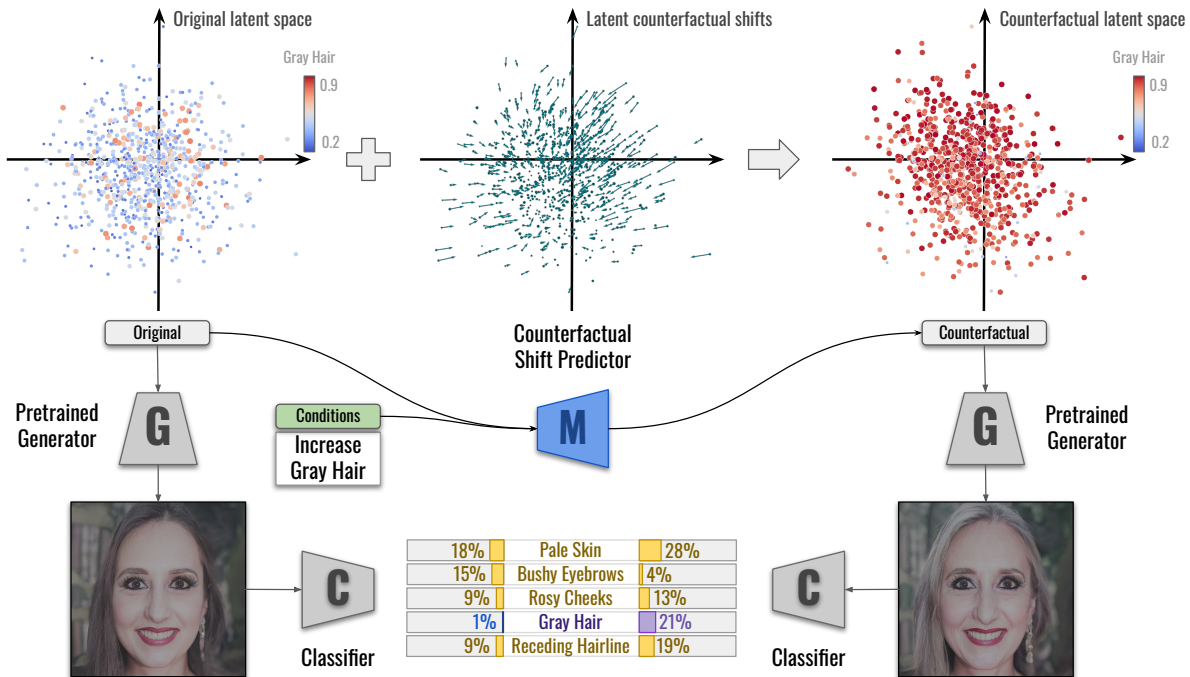 Original latent space
Latent counterfactual shifts
Counterfactual latent space
Gray Hair
0.9
0.2
Gray Hair
0.9
0.2
Original
Counterfactual
Shift Predictor
Counterfactual
Pretrained
Generator
G
Conditions
Increase
Gray Hair
M
G
Pretrained
Generator
C
Classifier
18% Pale Skin 28%
15% Bushy Eyebrows 4%
9% Rosy Cheeks 13%
1% Gray Hair 21%
9% Receding Hairline 19%
C
Classifier